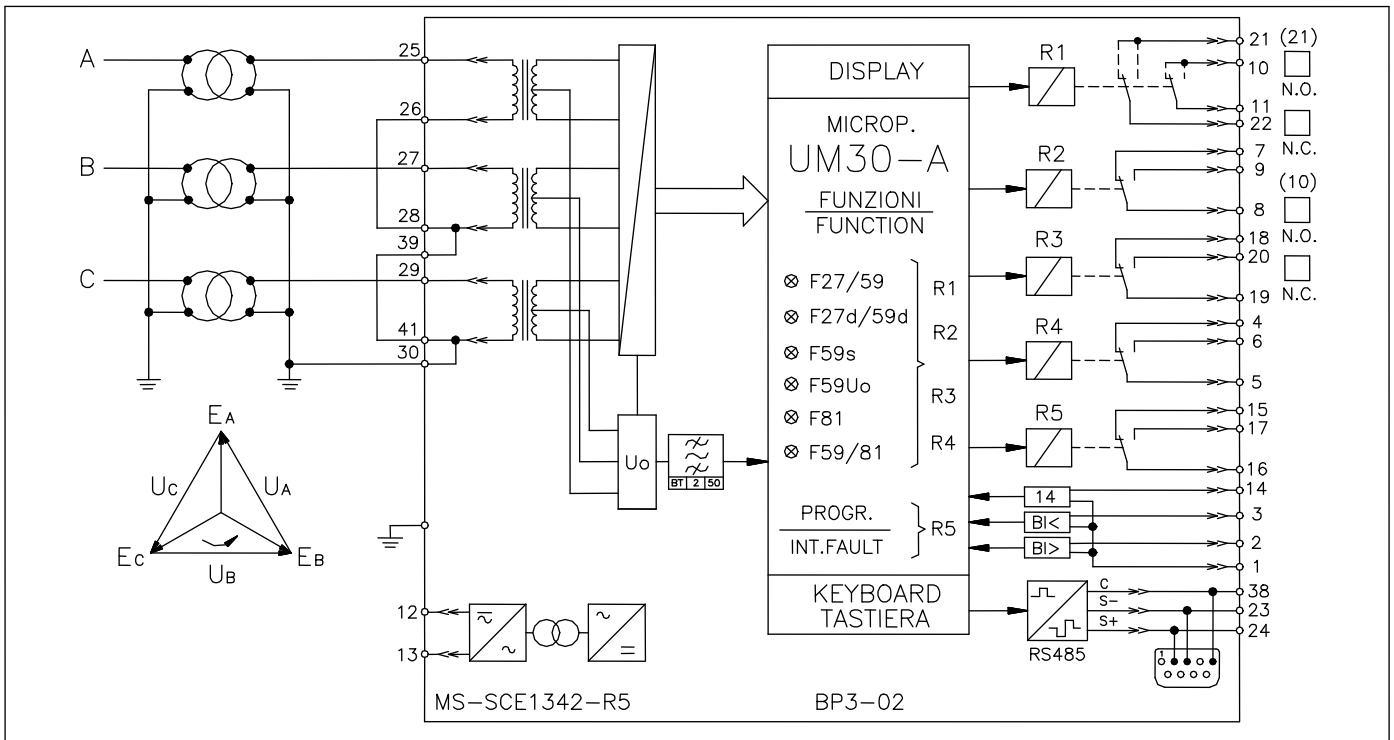 A
B
C
25
26
27
28
39
29
41
30
12
13
EA
UC
UA
EC
UB
EB
Uo
BT 2 50
MS-SCE1342-R5
BP3-02
DISPLAY
MICROP.
UM30-A
FUNZIONI
FUNCTION
F27/59
F27d/59d
F59s
F59Uo
F81
F59/81
R1
R2
R3
R4
PROGR.
INT.FAULT
R5
KEYBOARD
TASTIERA
R1
R2
R3
R4
R5
14
BI<
BI>
C
S-
S+
RS485
1
21 (21)
10
N.O.
11
22
N.C.
7
9
(10)
8
N.O.
18
20
N.C.
19
4
6
5
15
17
16
14
3
2
1
38
23
24